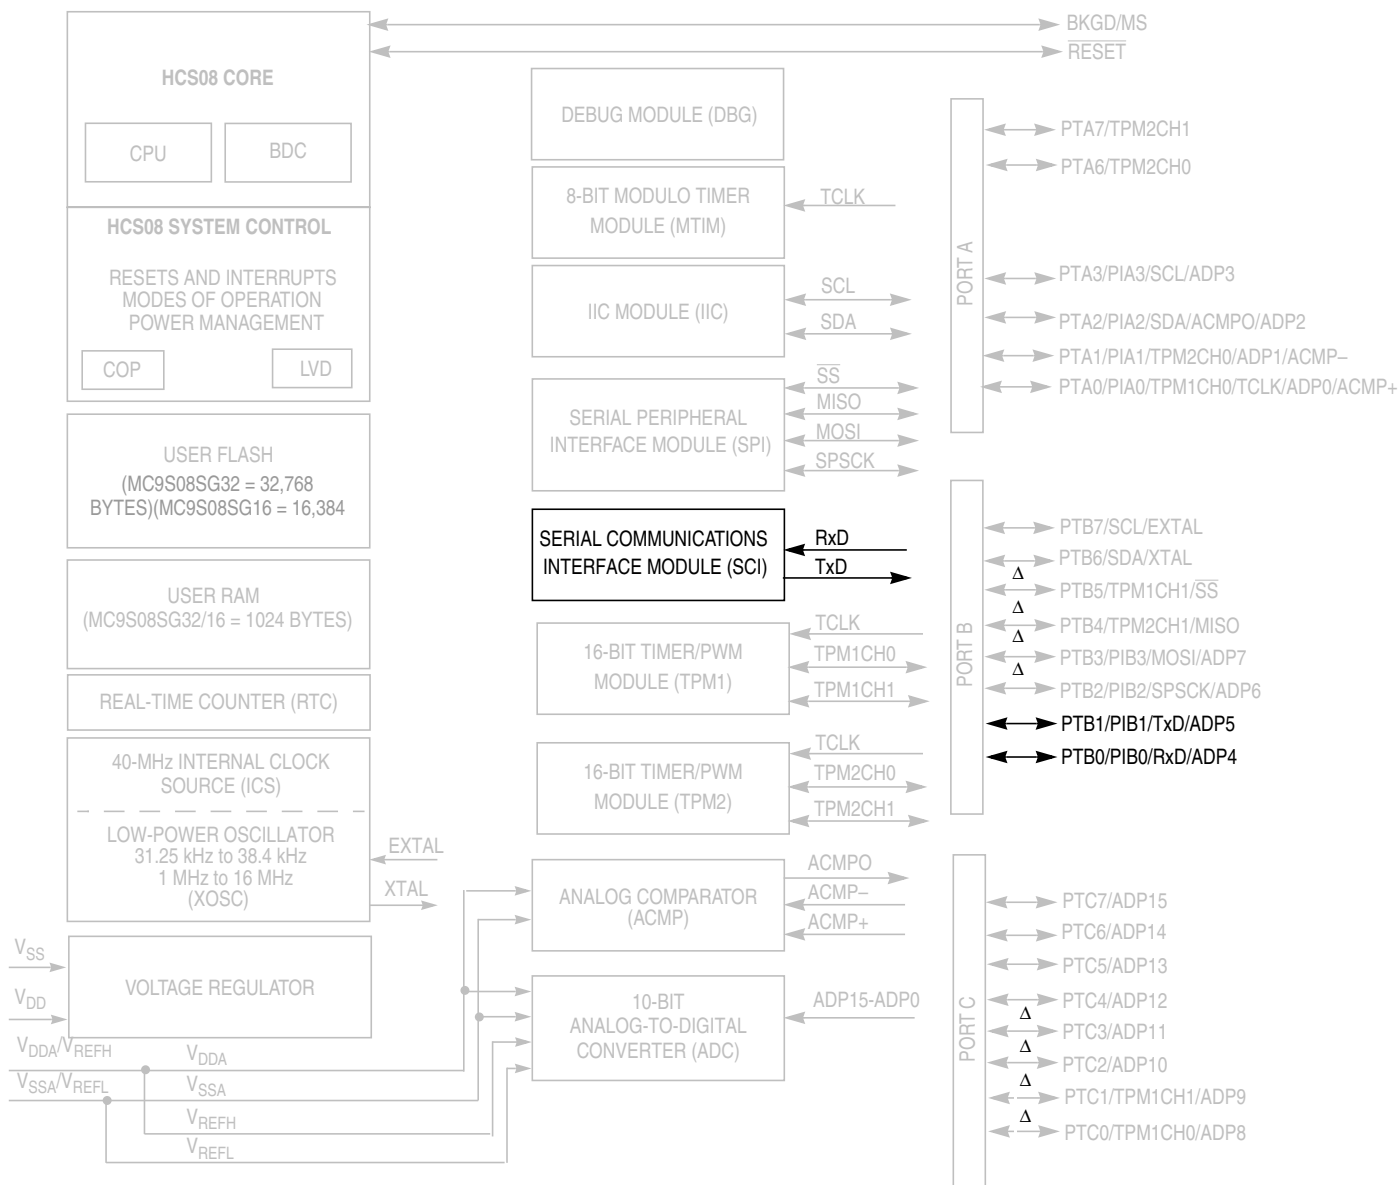 BKGD/MS
RESET
HCS08 CORE
CPU
BDC
HCS08 SYSTEM CONTROL
RESETS AND INTERRUPTS
MODES OF OPERATION
POWER MANAGEMENT
COP
LVD
USER FLASH
(MC9S08SG32 = 32,768
BYTES)(MC9S08SG16 = 16,384
USER RAM
(MC9S08SG32/16 = 1024 BYTES)
REAL-TIME COUNTER (RTC)
40-MHz INTERNAL CLOCK
SOURCE (ICS)
LOW-POWER OSCILLATOR
31.25 kHz to 38.4 kHz
1 MHz to 16 MHz
(XOSC)
EXTAL
XTAL
VSS
VDD
VOLTAGE REGULATOR
VDDA/VREFH
VSSA/VREFL
VDDA
VSSA
VREFH
VREFL
DEBUG MODULE (DBG)
8-BIT MODULO TIMER
MODULE (MTIM)
TCLK
IIC MODULE (IIC)
SCL
SDA
SERIAL PERIPHERAL
INTERFACE MODULE (SPI)
SS
MISO
MOSI
SPSCK
SERIAL COMMUNICATIONS
INTERFACE MODULE (SCI)
RxD
TxD
16-BIT TIMER/PWM
MODULE (TPM1)
TCLK
TPM1CH0
TPM1CH1
16-BIT TIMER/PWM
MODULE (TPM2)
TCLK
TPM2CH0
TPM2CH1
ANALOG COMPARATOR
(ACMP)
ACMPO
ACMP–
ACMP+
10-BIT
ANALOG-TO-DIGITAL
CONVERTER (ADC)
ADP15-ADP0
PORT A
PTA7/TPM2CH1
PTA6/TPM2CH0
PTA3/PIA3/SCL/ADP3
PTA2/PIA2/SDA/ACMPO/ADP2
PTA1/PIA1/TPM2CH0/ADP1/ACMP–
PTA0/PIA0/TPM1CH0/TCLK/ADP0/ACMP+
PORT B
PTB7/SCL/EXTAL
PTB6/SDA/XTAL
Δ
PTB5/TPM1CH1/SS
Δ
PTB4/TPM2CH1/MISO
Δ
PTB3/PIB3/MOSI/ADP7
Δ
PTB2/PIB2/SPSCK/ADP6
PTB1/PIB1/TxD/ADP5
PTB0/PIB0/RxD/ADP4
PORT C
PTC7/ADP15
PTC6/ADP14
PTC5/ADP13
PTC4/ADP12
Δ
PTC3/ADP11
Δ
PTC2/ADP10
Δ
PTC1/TPM1CH1/ADP9
Δ
PTC0/TPM1CH0/ADP8